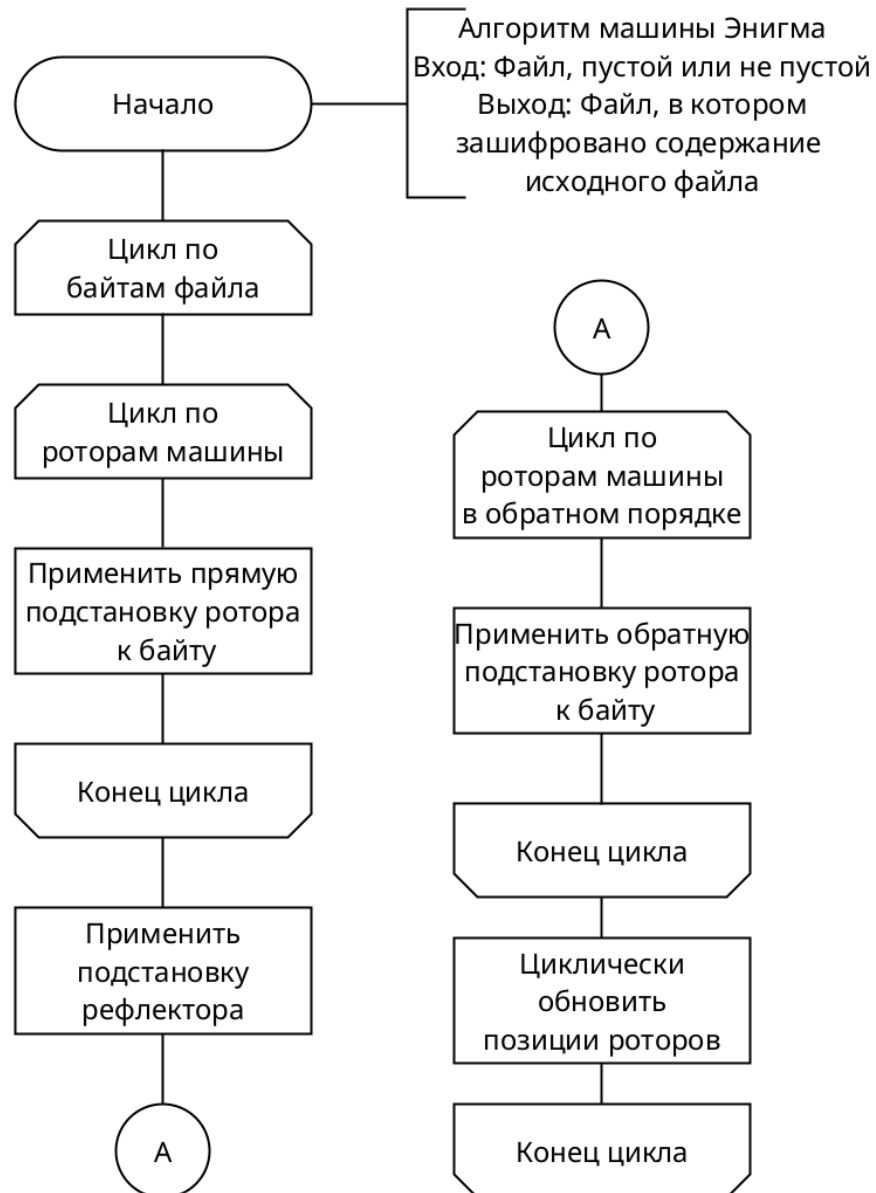 Начало
Алгоритм машины Энигма
Вход: Файл, пустой или не пустой
Выход: Файл, в котором
зашифровано содержание
исходного файла
Цикл по
байтам файла
Цикл по
роторам машины
Применить прямую
подстановку ротора
к байту
Конец цикла
Применить
подстановку
рефлектора
А
А
Цикл по
роторам машины
в обратном порядке
Применить обратную
подстановку ротора
к байту
Конец цикла
Циклически
обновить
позиции роторов
Конец цикла